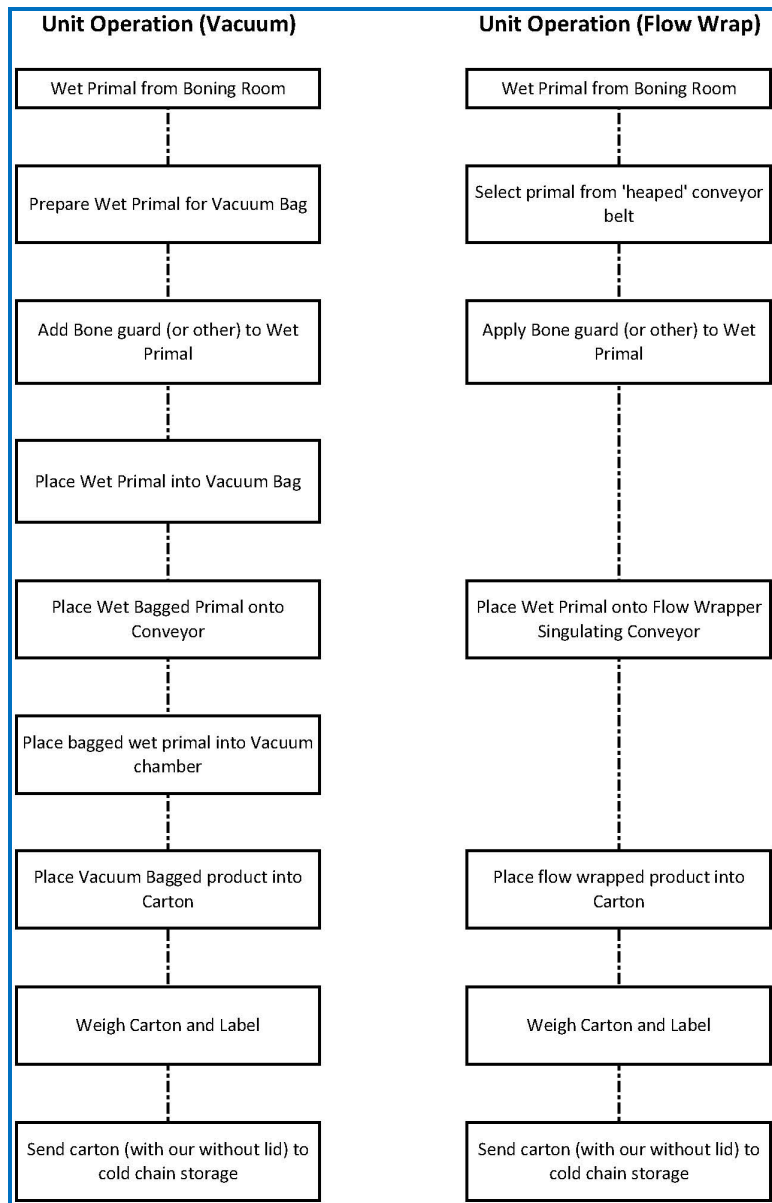 Unit Operation (Vacuum)
Wet Primal from Boning Room
Prepare Wet Primal for Vacuum Bag
Add Bone guard (or other) to Wet
Primal
Place Wet Primal into Vacuum Bag
Place Wet Bagged Primal onto
Conveyor
Place bagged wet primal into Vacuum
chamber
Place Vacuum Bagged product into
Carton
Weigh Carton and Label
Send carton (with our without lid) to
cold chain storage
Unit Operation (Flow Wrap)
Wet Primal from Boning Room
Select primal from 'heaped' conveyor
belt
Apply Bone guard (or other) to Wet
Primal
Place Wet Primal onto Flow Wrapper
Singulating Conveyor
Place flow wrapped product into
Carton
Weigh Carton and Label
Send carton (with our without lid) to
cold chain storage